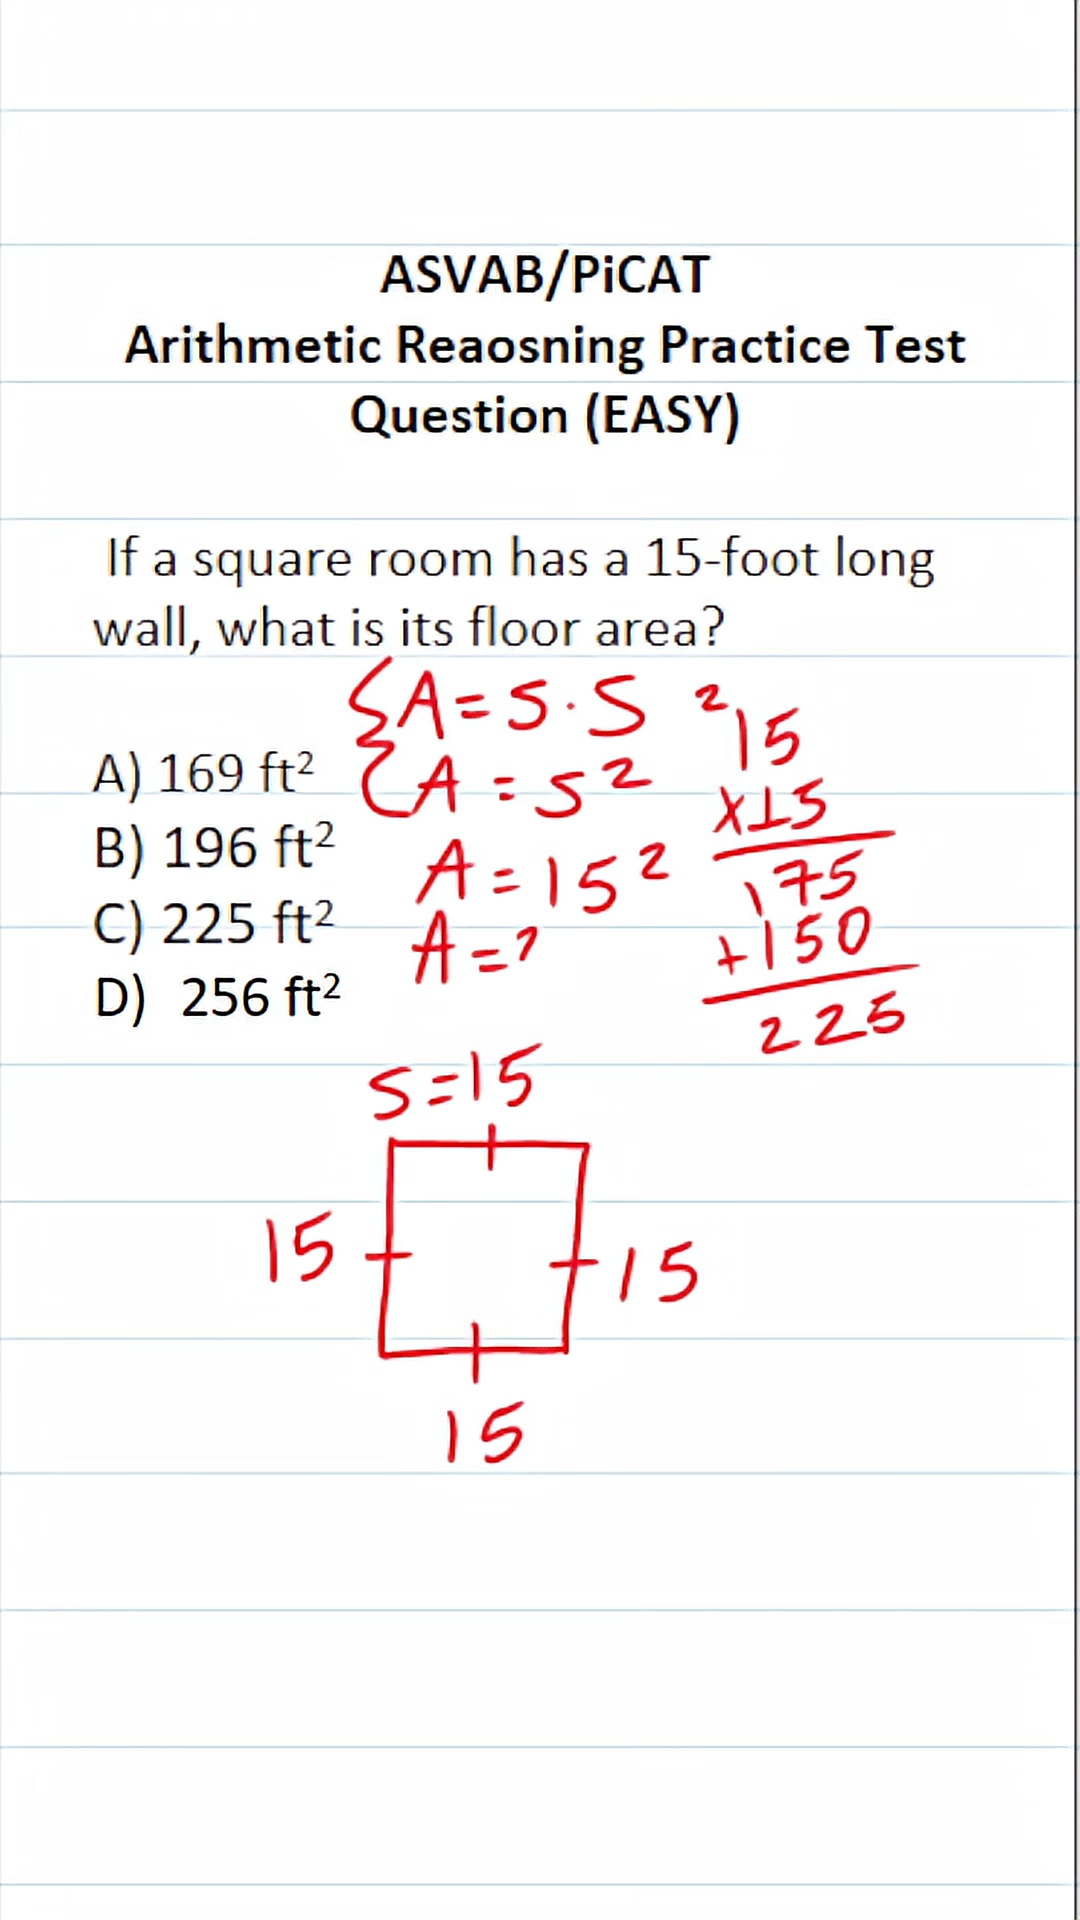 ASVAB/PiCAT
Arithmetic Reaosning Practice Test
Question (EASY)
If a square room has a 15-foot long
wall, what is its floor area?
A) 169 ft²
B) 196 ft²
C) 225 ft²
D) 256 ft²
A = S · S
A = S²
A = 15²
A = ?
2
15
x15
175
+150
225
S=15
15
15
15